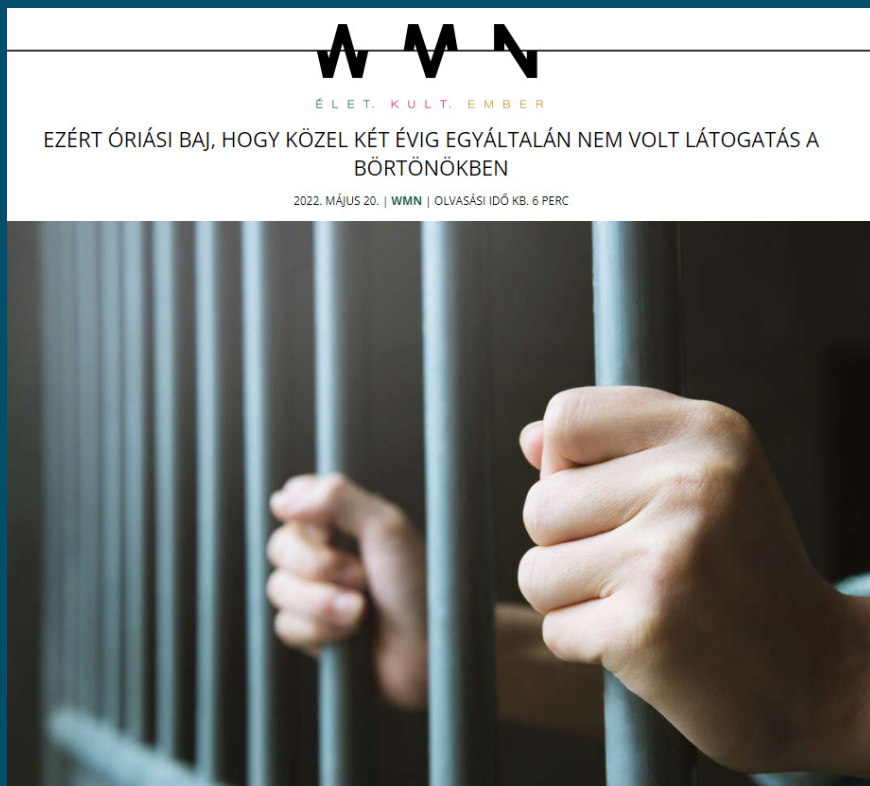 WMN
ÉLET. KULT. EMBER
EZÉRT ÓRIÁSI BAJ, HOGY KÖZEL KÉT ÉVIG EGYÁLTALÁN NEM VOLT LÁTOGATÁS A
BÖRTÖNÖKBEN
2022. MÁJUS 20. | WMN | OLVASÁSI IDŐ KB. 6 PERC